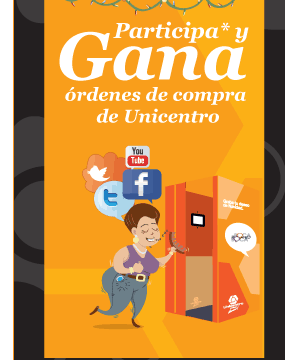 Participa* y
Gana
órdenes de compra
de Unicentro
You
Tube
f
t